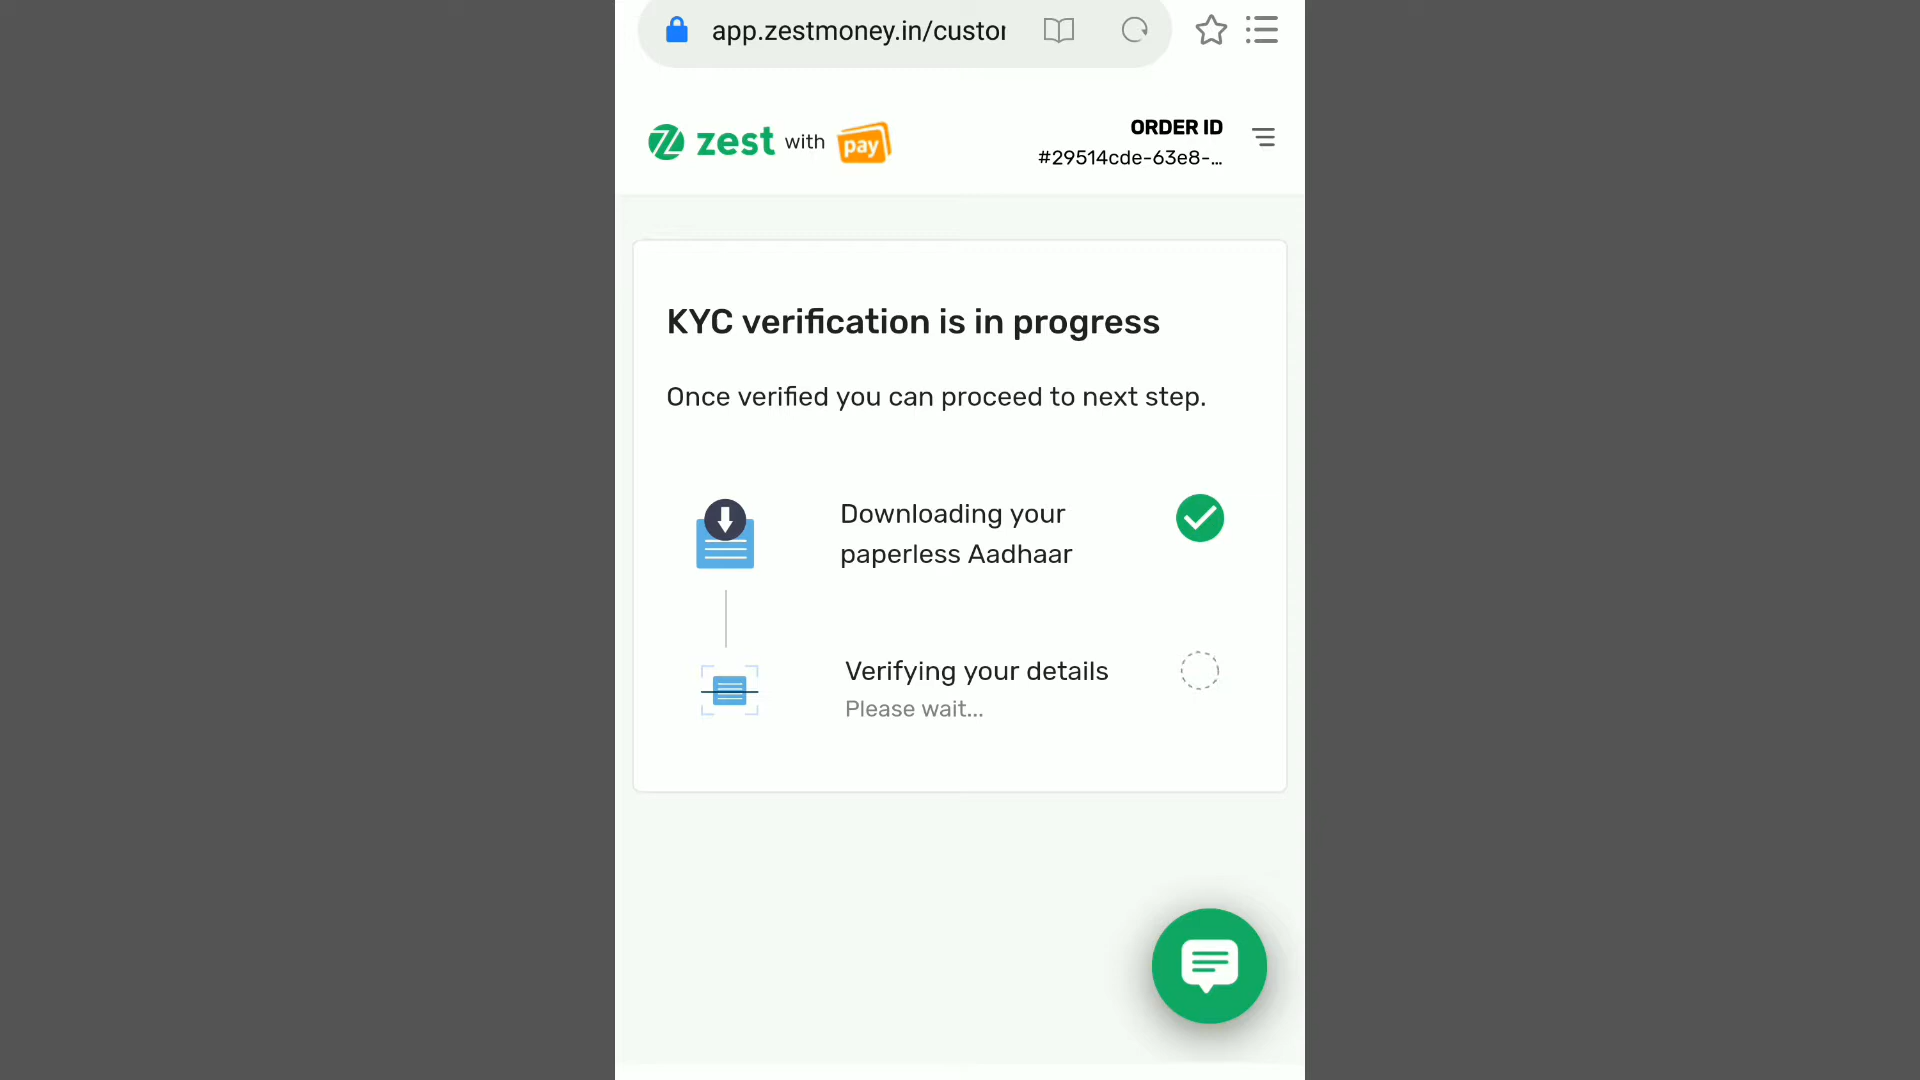 app.zestmoney.in/custor
zest with pay
ORDER ID
#29514cde-63e8-...
KYC verification is in progress
Once verified you can proceed to next step.
Downloading your
paperless Aadhaar
Verifying your details
Please wait...